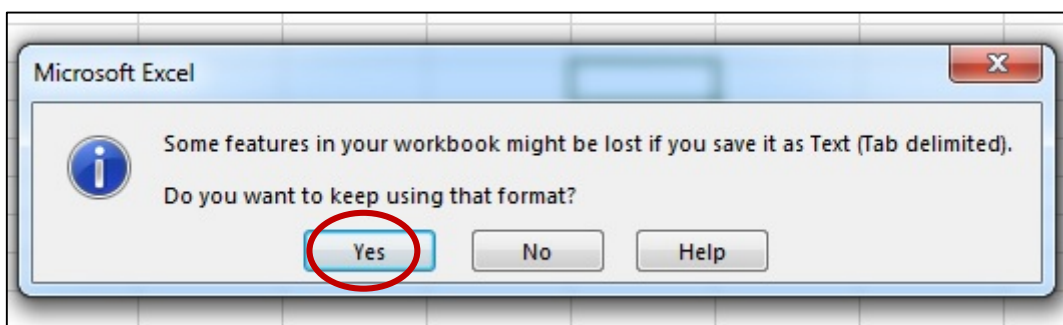 Microsoft Excel
Some features in your workbook might be lost if you save it as Text (Tab delimited).
Do you want to keep using that format?
Yes No Help